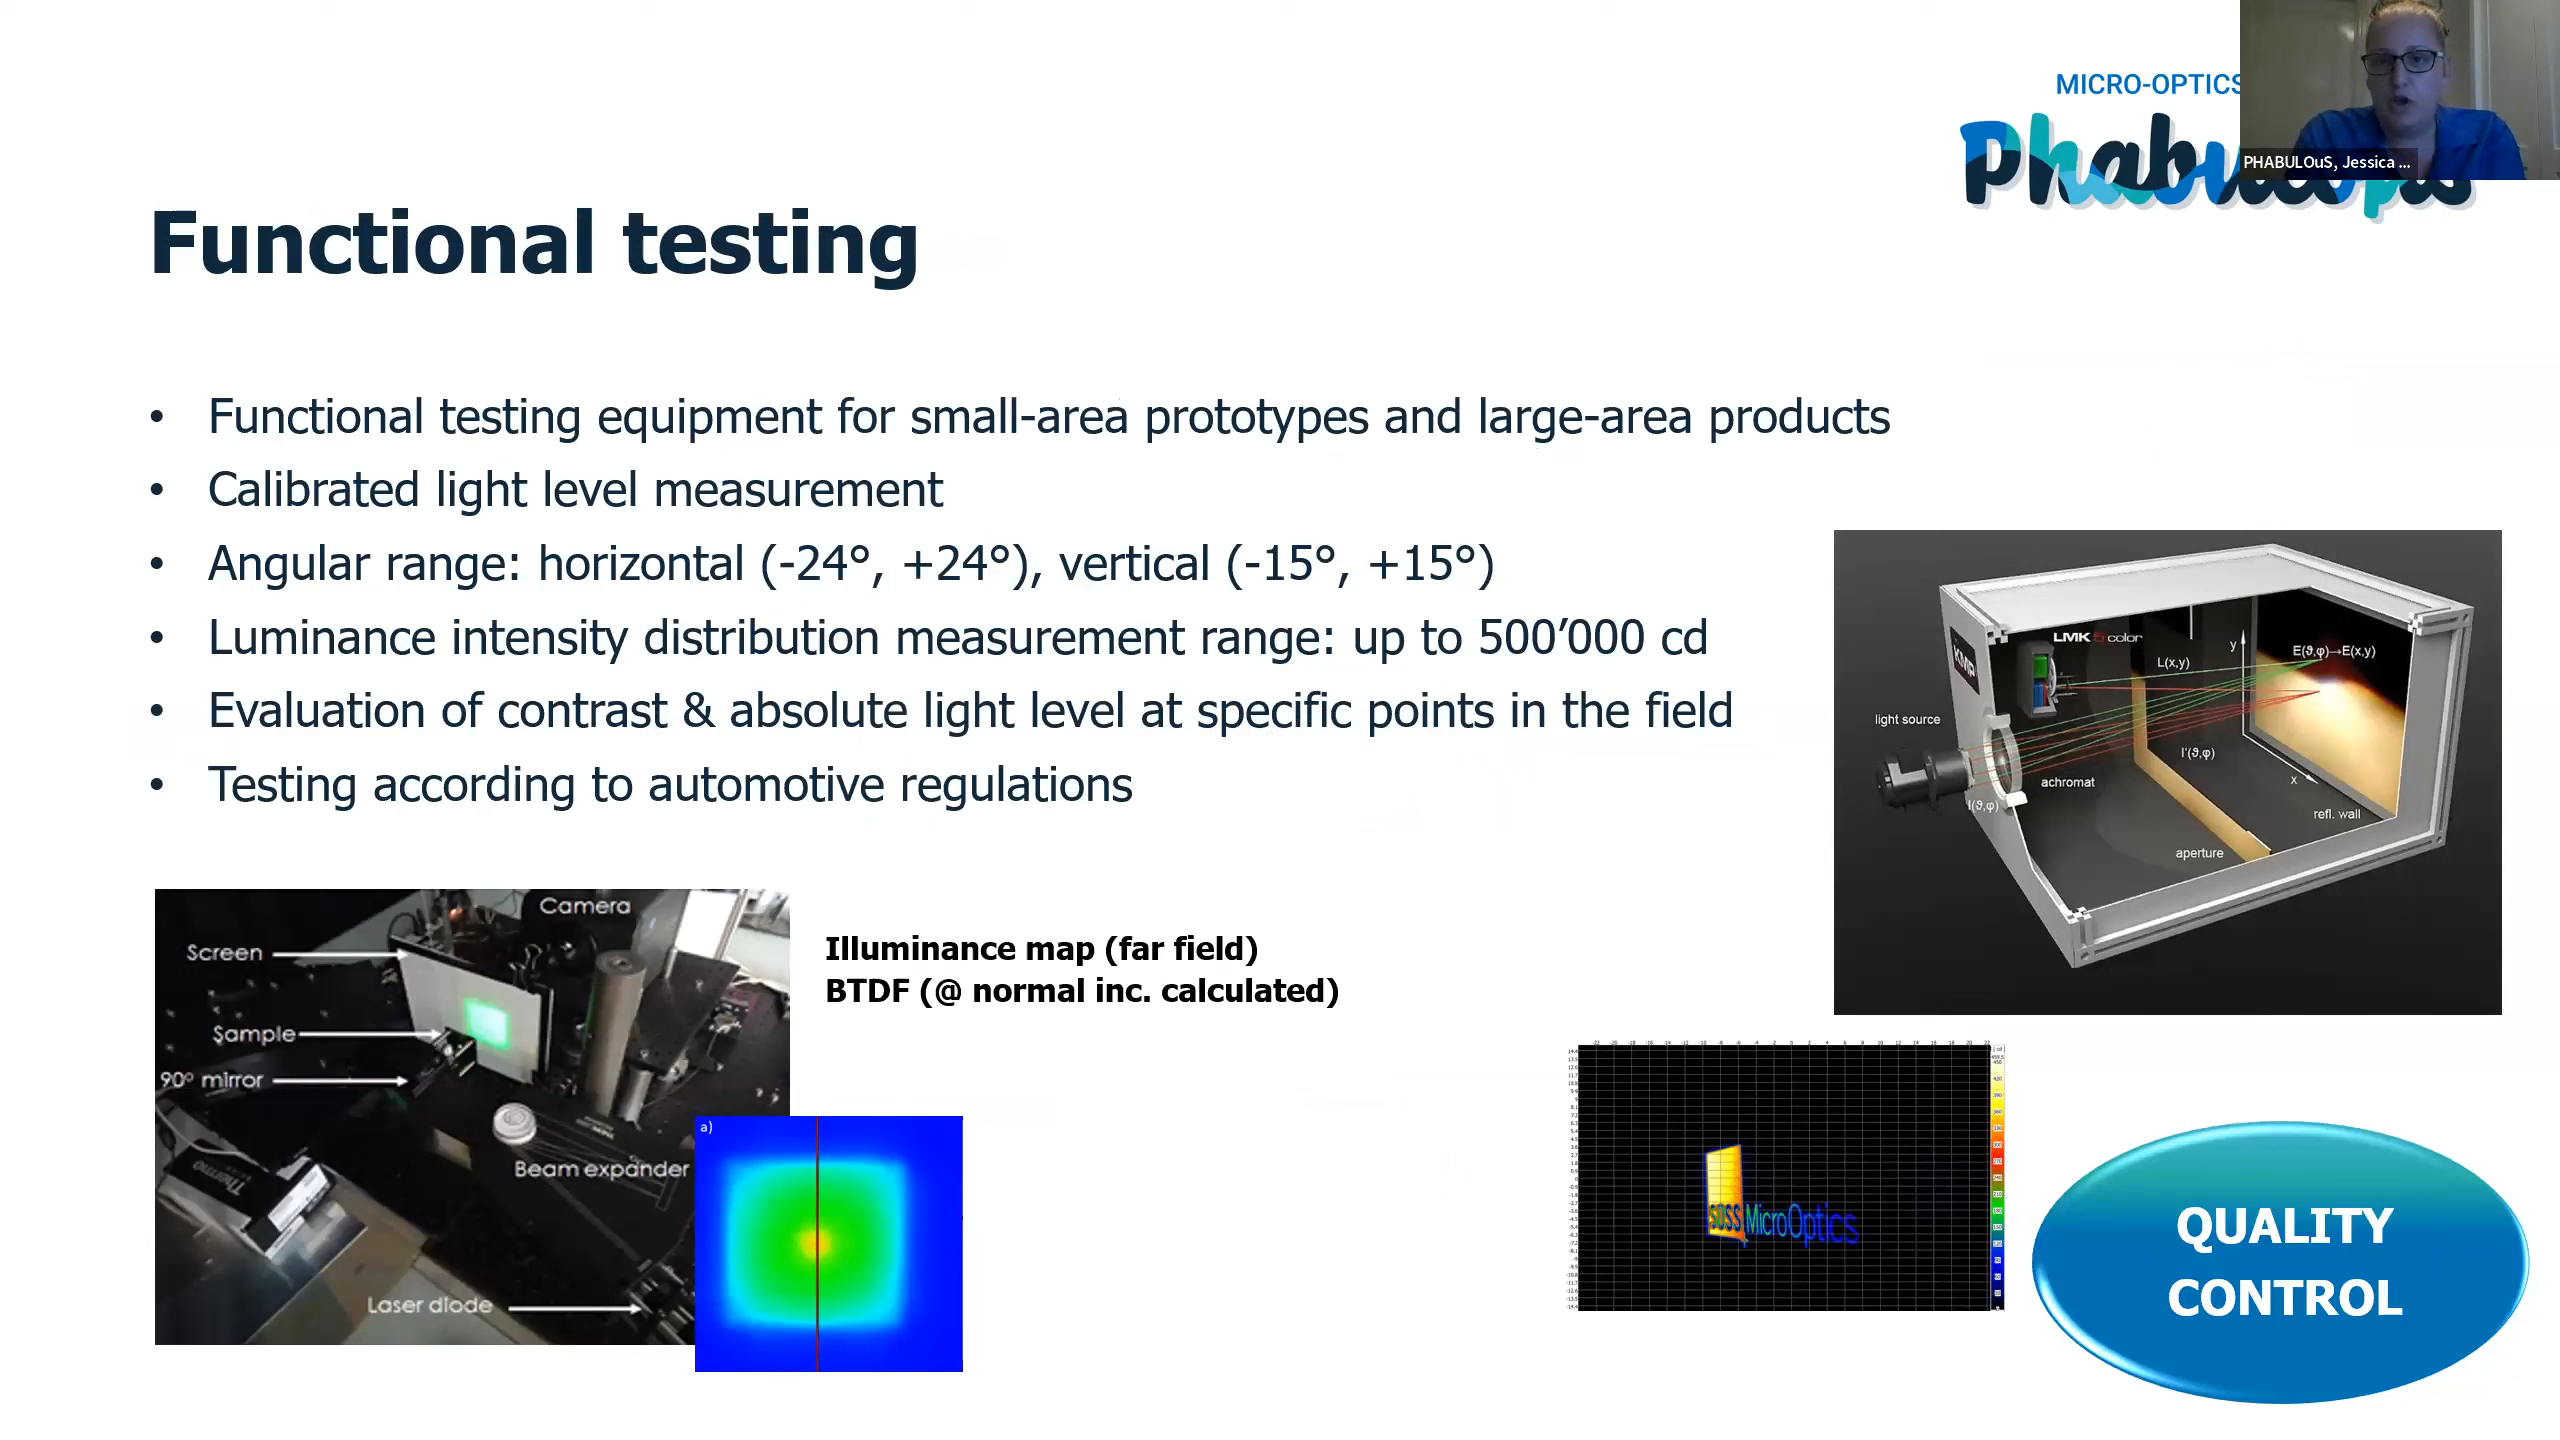 MICRO-OPTICS
PHABULOuS, Jessica ...
Functional testing
• Functional testing equipment for small-area prototypes and large-area products
• Calibrated light level measurement
• Angular range: horizontal (-24°, +24°), vertical (-15°, +15°)
• Luminance intensity distribution measurement range: up to 500’000 cd
• Evaluation of contrast & absolute light level at specific points in the field
• Testing according to automotive regulations
LMK 5 color
L(x,y)
y
E(ϑ,φ)→E(x,y)
light source
I'(ϑ,φ)
achromat
x
I(ϑ,φ)
refl. wall
aperture
Camera
Screen
Sample
90º mirror
Beam expander
Laser diode
Thermo
Illuminance map (far field)
BTDF (@ normal inc. calculated)
a)
SUSS MicroOptics
QUALITY
CONTROL